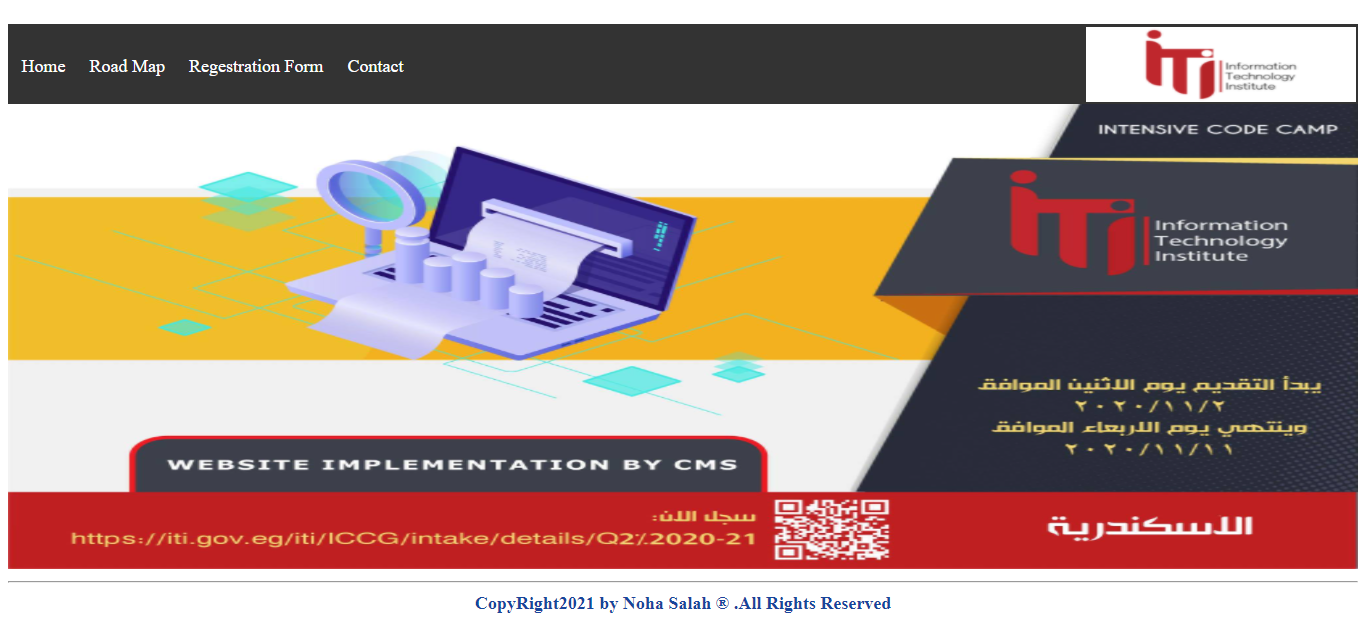 Home Road Map Regestration Form Contact
Information
Technology
Institute
INTENSIVE CODE CAMP
iTi
Information
Technology
Institute
يبدأ التقديم يوم الاثنين الموافق
٢٠٢٠/١١/٢
وينتهي يوم الاربعاء الموافق
٢٠٢٠/١١/١١
WEBSITE IMPLEMENTATION BY CMS
سجل الان:
https://iti.gov.eg/iti/ICCG/intake/details/Q2٪2020-21
الاسكندرية
CopyRight2021 by Noha Salah ® .All Rights Reserved